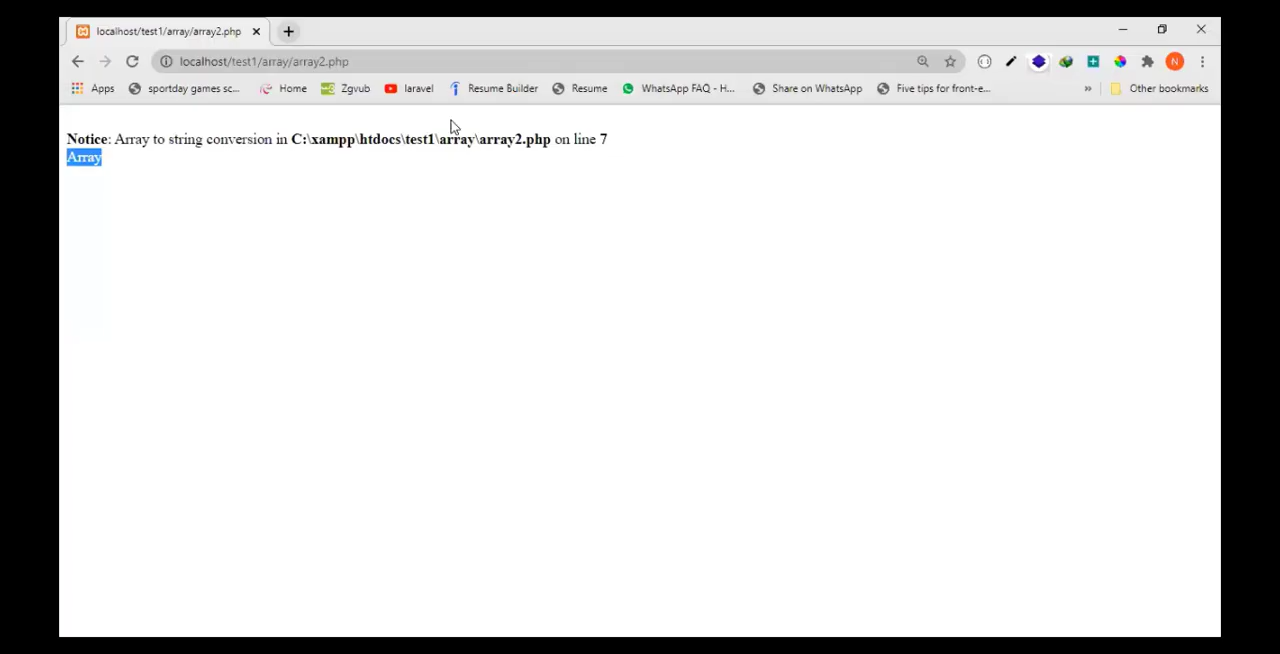 localhost/test1/array/array2.php
localhost/test1/array/array2.php
Apps sportday games sc... Home Zgvub laravel Resume Builder Resume WhatsApp FAQ - H... Share on WhatsApp Five tips for front-e... » Other bookmarks
Notice: Array to string conversion in C:\xampp\htdocs\test1\array\array2.php on line 7
Array